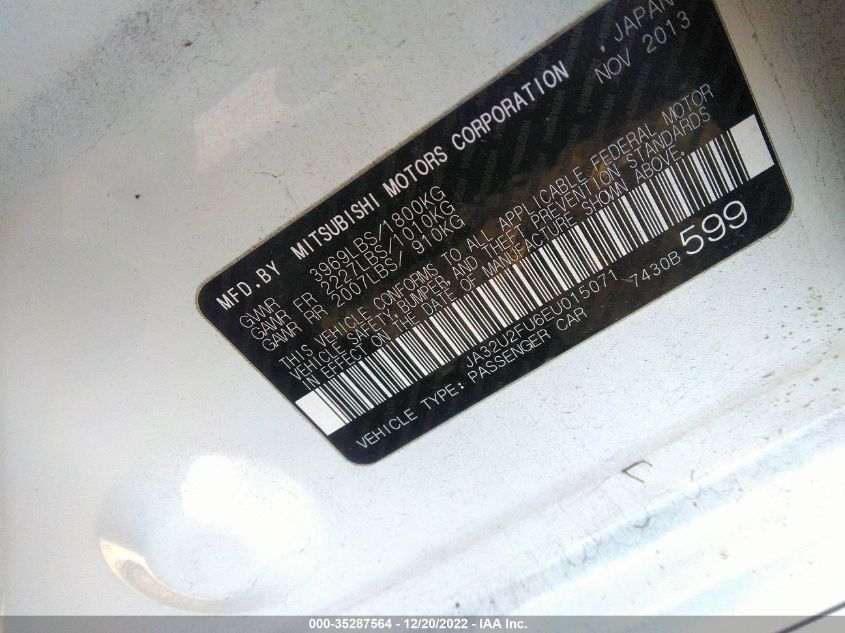 MFD.BY MITSUBISHI MOTORS CORPORATION , JAPAN
NOV 2013
GVWR 3969LBS/1800KG
GAWR FR 2227LBS/1010KG
GAWR RR 2007LBS/ 910KG
THIS VEHICLE CONFORMS TO ALL APPLICABLE FEDERAL MOTOR
VEHICLE SAFETY,BUMPER,AND THEFT PREVENTION STANDARDS
IN EFFECT ON THE DATE OF MANUFACTURE SHOWN ABOVE.
JA32U2FU6EU015071 7430B 599
VEHICLE TYPE:PASSENGER CAR
000-35287564 - 12/20/2022 - IAA Inc.